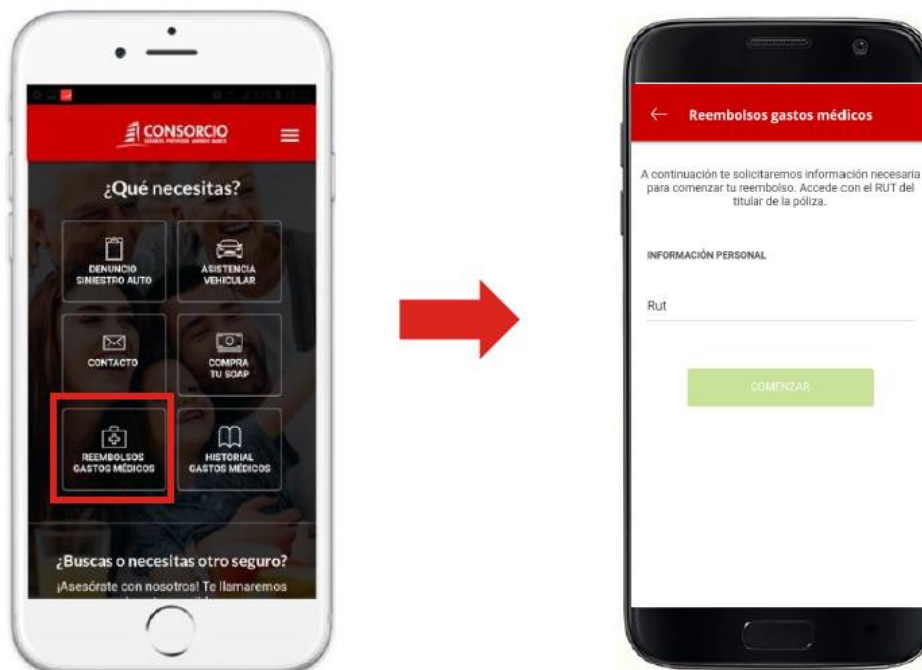 CONSORCIO
¿Qué necesitas?
DENUNCIO
SINIESTRO AUTO
ASISTENCIA
VEHICULAR
CONTACTO
COMPRA
TU SOAP
REEMBOLSOS
GASTOS MÉDICOS
HISTORIAL
GASTOS MÉDICOS
¿Buscas o necesitas otro seguro?
¡Asesórate con nosotros! Te llamaremos
Reembolsos gastos médicos
A continuación te solicitaremos información necesaria
para comenzar tu reembolso. Accede con el RUT del
titular de la póliza.
INFORMACIÓN PERSONAL
Rut
COMENZAR